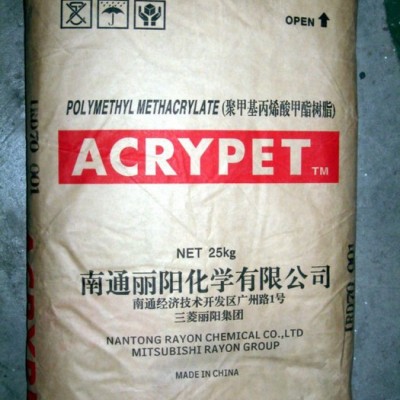 OPEN
POLYMETHYL METHACRYLATE (聚甲基丙烯酸甲酯树脂)
ACRYPET TM
NET 25kg
南通丽阳化学有限公司
南通经济技术开发区广州路1号
三菱丽阳集团
NANTONG RAYON CHEMICAL CO.,LTD
MITSUBISHI RAYON GROUP
MADE IN CHINA